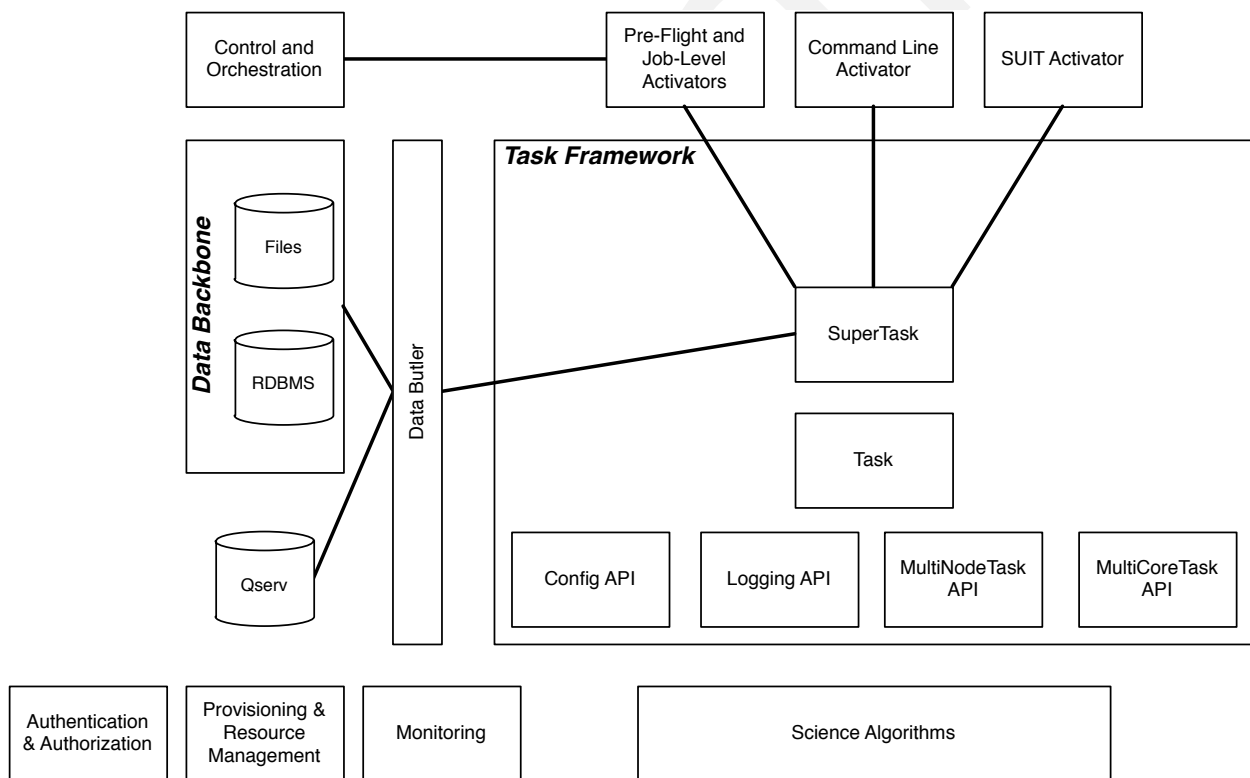 Control and
Orchestration
Pre-Flight and
Job-Level
Activators
Command Line
Activator
SUIT Activator
Data Backbone
Files
RDBMS
Qserv
Data Butler
Task Framework
SuperTask
Task
Config API
Logging API
MultiNodeTask
API
MultiCoreTask
API
Authentication
& Authorization
Provisioning &
Resource
Management
Monitoring
Science Algorithms